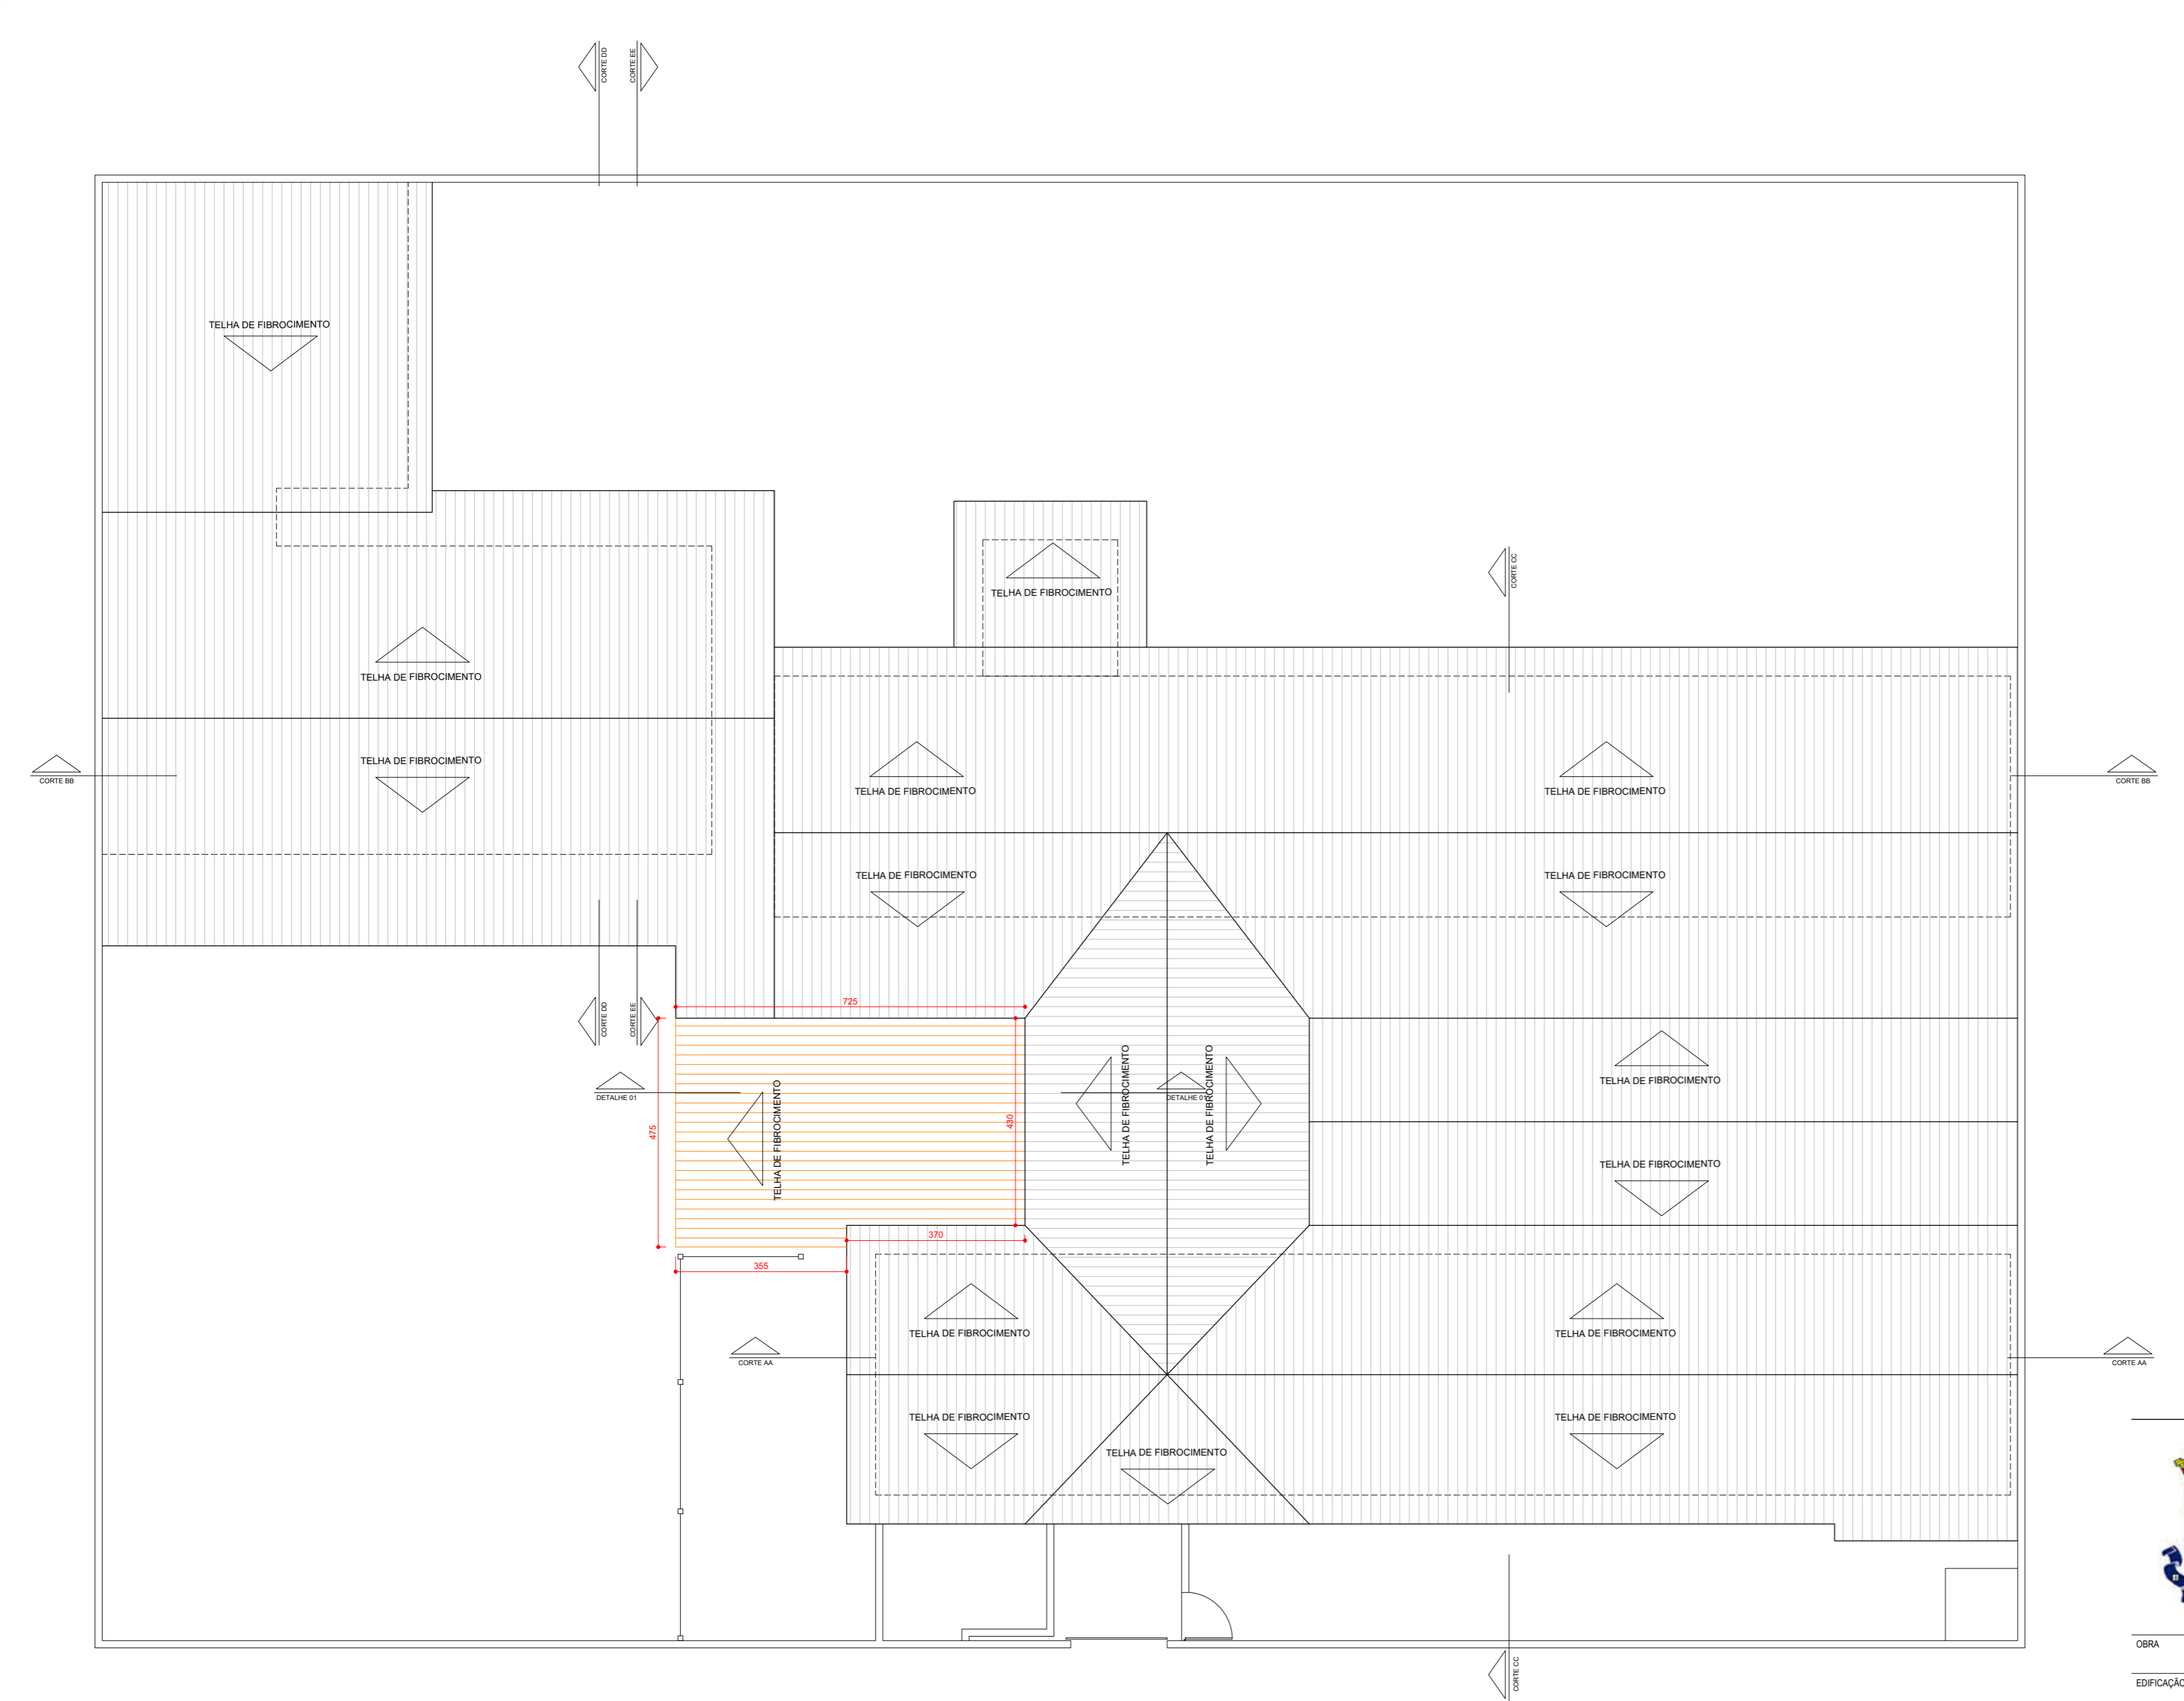 CORTE DD
CORTE EE
TELHA DE FIBROCIMENTO
CORTE CC
TELHA DE FIBROCIMENTO
TELHA DE FIBROCIMENTO
TELHA DE FIBROCIMENTO
CORTE BB
CORTE BB
TELHA DE FIBROCIMENTO
TELHA DE FIBROCIMENTO
TELHA DE FIBROCIMENTO
TELHA DE FIBROCIMENTO
725
CORTE DD
CORTE EE
DETALHE 01
475
TELHA DE FIBROCIMENTO
430
TELHA DE FIBROCIMENTO
DETALHE 01
TELHA DE FIBROCIMENTO
TELHA DE FIBROCIMENTO
TELHA DE FIBROCIMENTO
370
355
TELHA DE FIBROCIMENTO
TELHA DE FIBROCIMENTO
CORTE AA
CORTE AA
TELHA DE FIBROCIMENTO
TELHA DE FIBROCIMENTO
TELHA DE FIBROCIMENTO
CORTE CC
OBRA
EDIFICAÇÃO